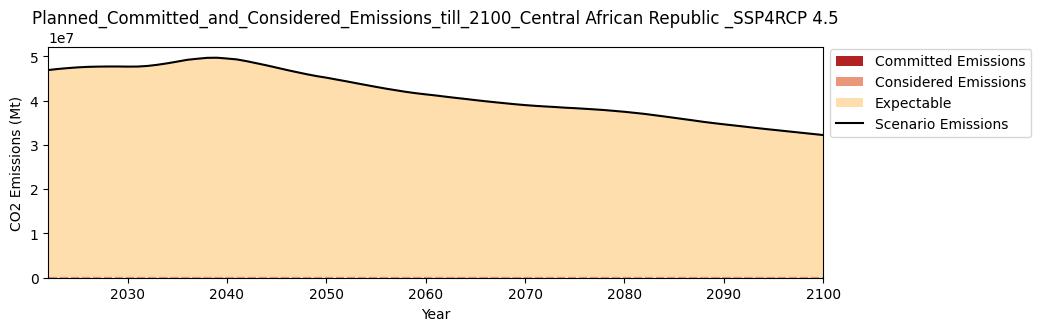 Planned_Committed_and_Considered_Emissions_till_2100_Central African Republic _SSP4RCP 4.5
1e7
5
4
3
2
1
0
CO2 Emissions (Mt)
2030 2040 2050 2060 2070 2080 2090 2100
Year
Committed Emissions
Considered Emissions
Expectable
Scenario Emissions